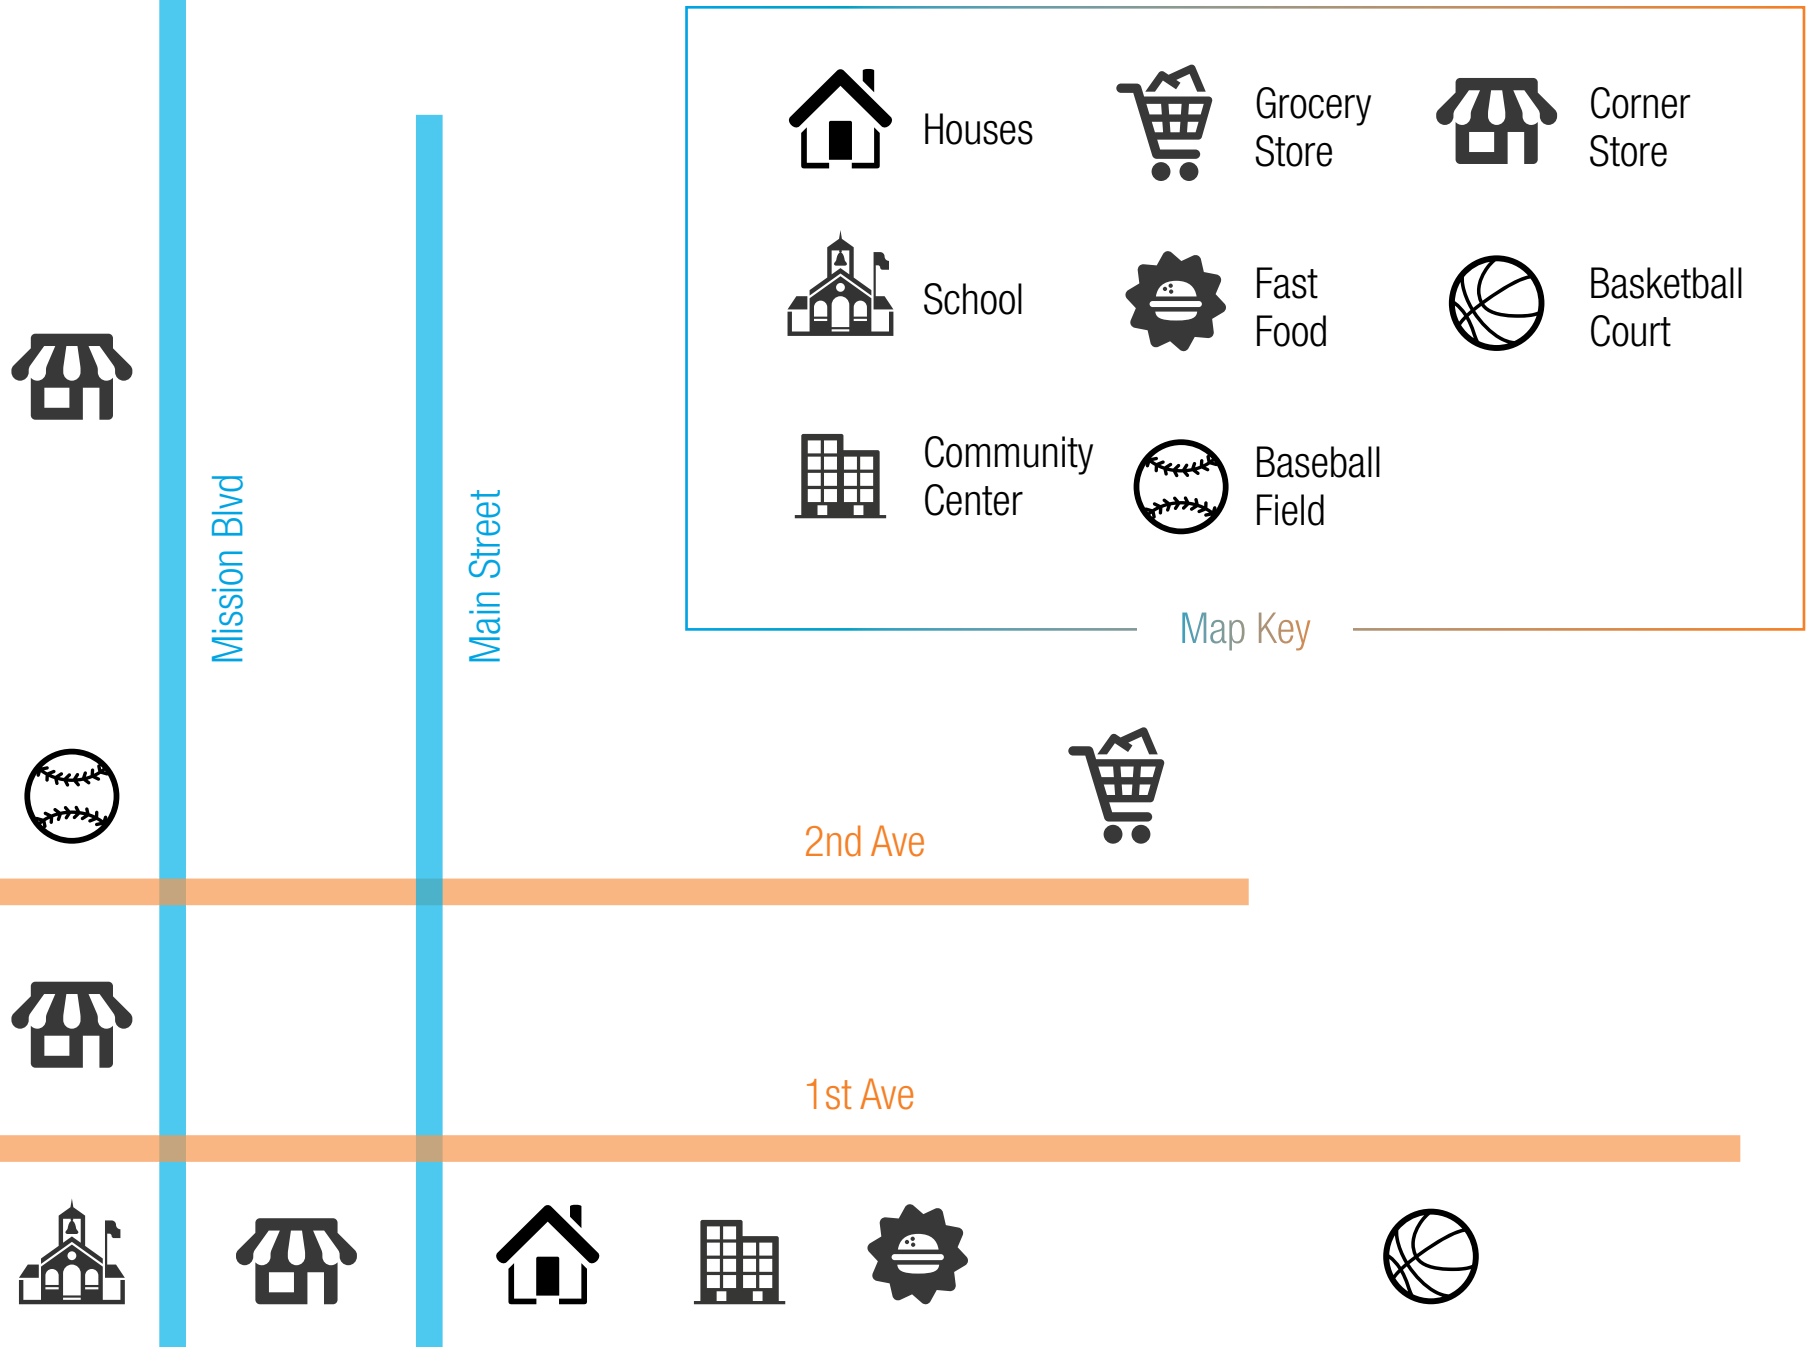 Houses
Grocery
Store
Corner
Store
School
Fast
Food
Basketball
Court
Community
Center
Baseball
Field
Map Key
Mission Blvd
Main Street
2nd Ave
1st Ave